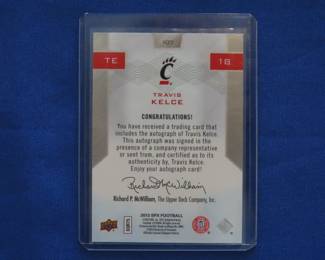 TE
C
18
TRAVIS
KELCE
CONGRATULATIONS!
You have received a trading card that
includes the autograph of Travis Kelce.
This autograph was signed in the
presence of a company representative
or sent from, and certified as to its
authenticity by, Travis Kelce.
Enjoy your autograph card!
Richard P. McWilliam
Richard P. McWilliam, The Upper Deck Company, Inc.
2013 SPX FOOTBALL